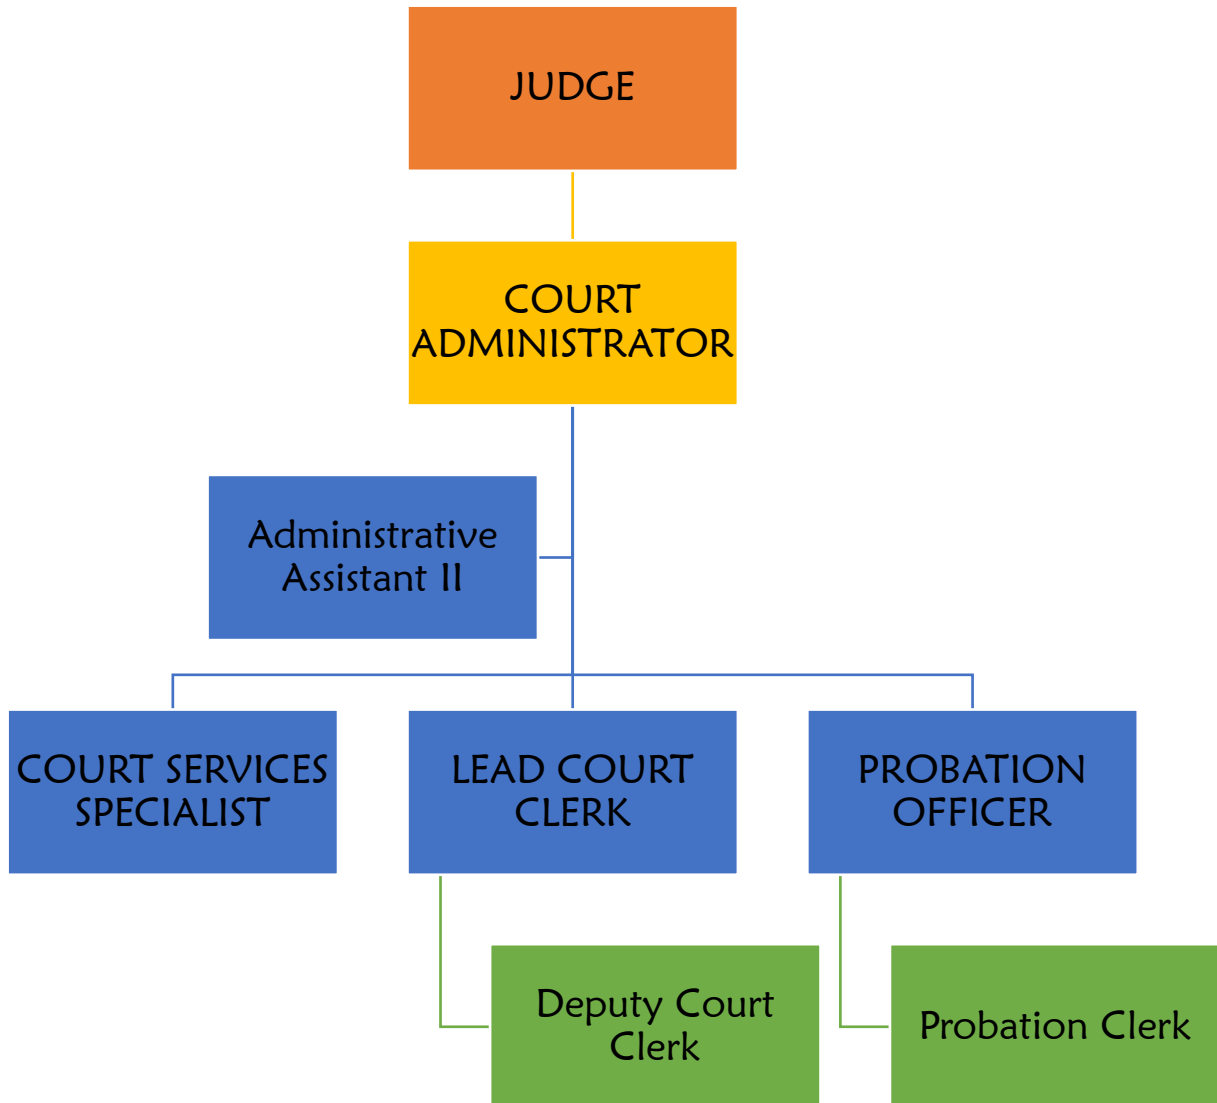 JUDGE
COURT
ADMINISTRATOR
Administrative
Assistant II
COURT SERVICES
SPECIALIST
LEAD COURT
CLERK
PROBATION
OFFICER
Deputy Court
Clerk
Probation Clerk